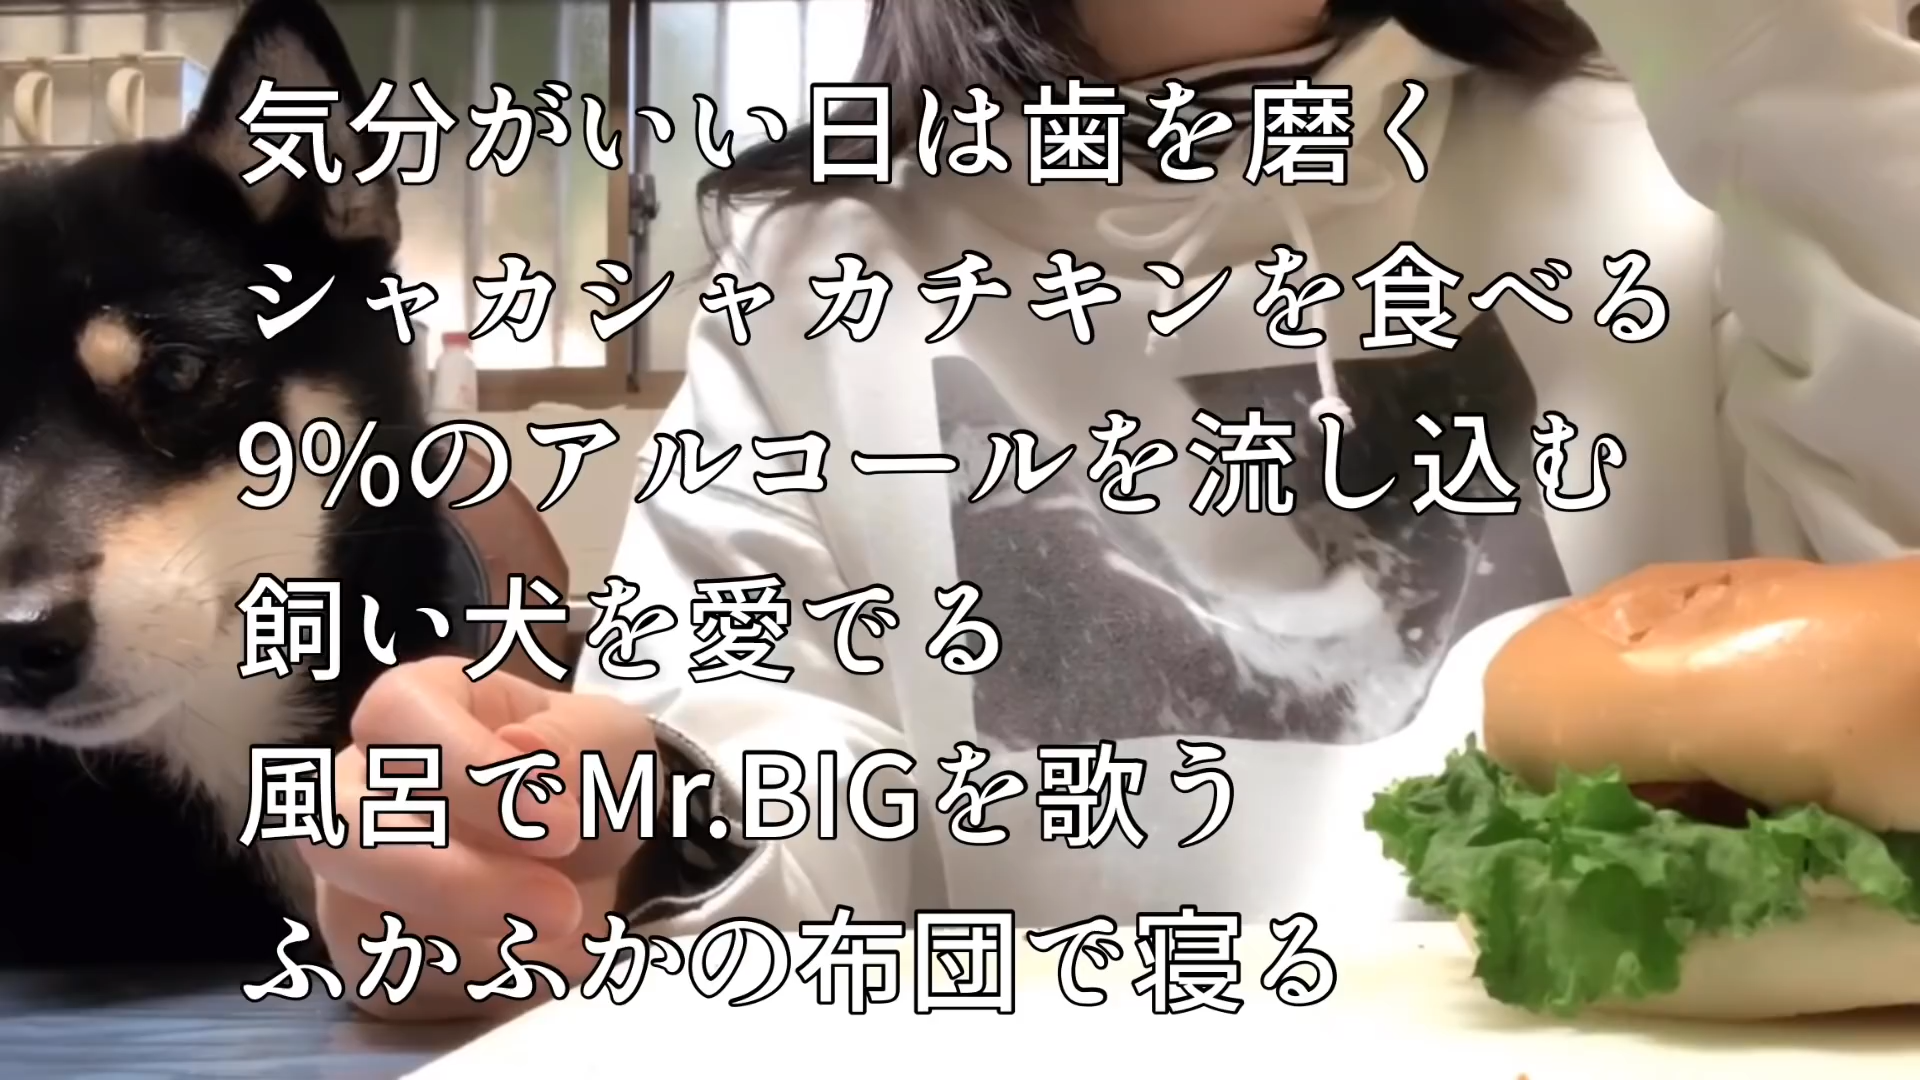 気分がいい日は歯を磨く
シャカシャカチキンを食べる
9%のアルコールを流し込む
飼い犬を愛でる
風呂でMr.BIGを歌う
ふかふかの布団で寝る